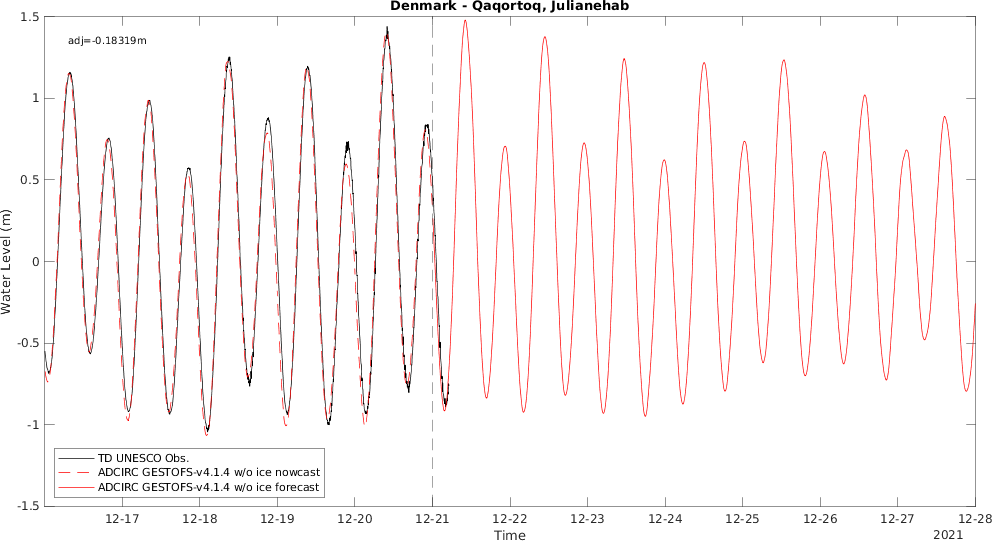 Denmark - Qaqortoq, Julianehab
adj=-0.18319m
1.5
1
0.5
0
-0.5
-1
-1.5
Water Level (m)
TD UNESCO Obs.
ADCIRC GESTOFS-v4.1.4 w/o ice nowcast
ADCIRC GESTOFS-v4.1.4 w/o ice forecast
12-17 12-18 12-19 12-20 12-21 12-22 12-23 12-24 12-25 12-26 12-27 12-28
Time
2021